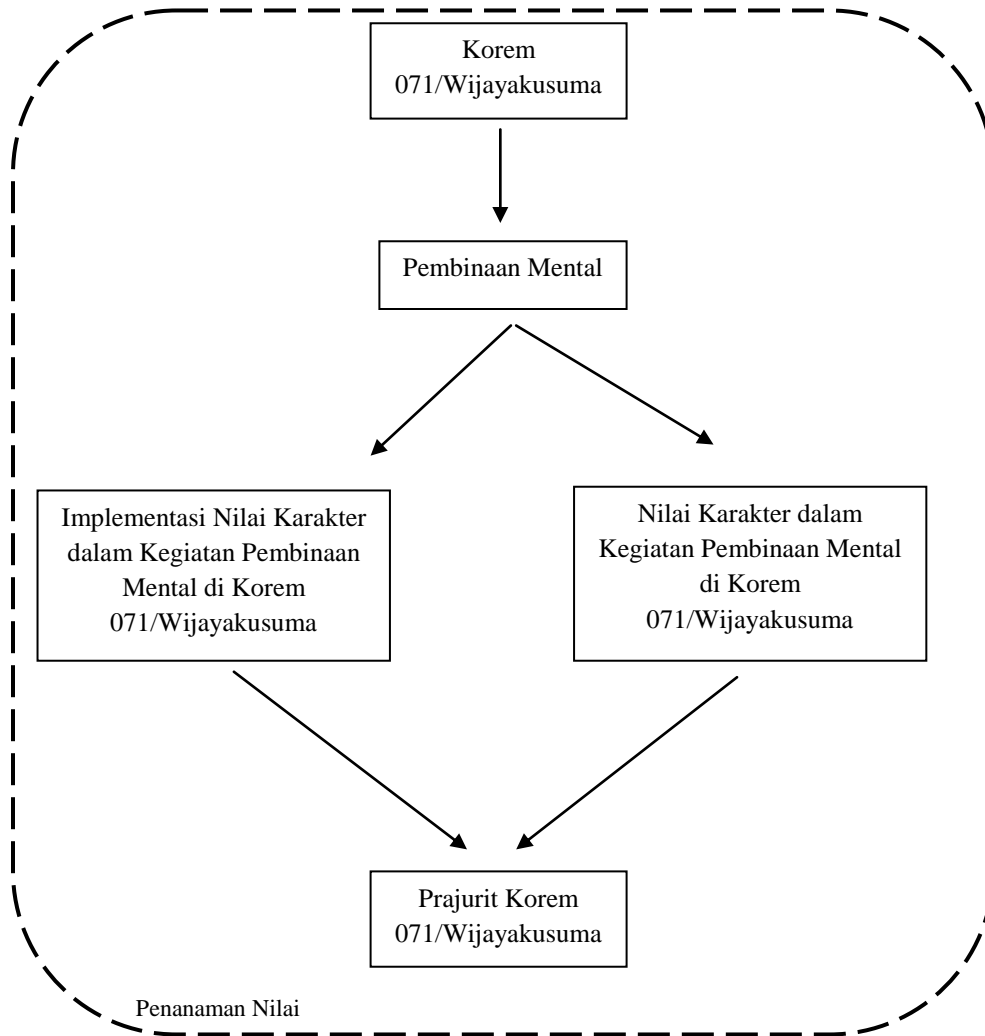 Korem
071/Wijayakusuma
Pembinaan Mental
Implementasi Nilai Karakter
dalam Kegiatan Pembinaan
Mental di Korem
071/Wijayakusuma
Nilai Karakter dalam
Kegiatan Pembinaan Mental
di Korem
071/Wijayakusuma
Prajurit Korem
071/Wijayakusuma
Penanaman Nilai